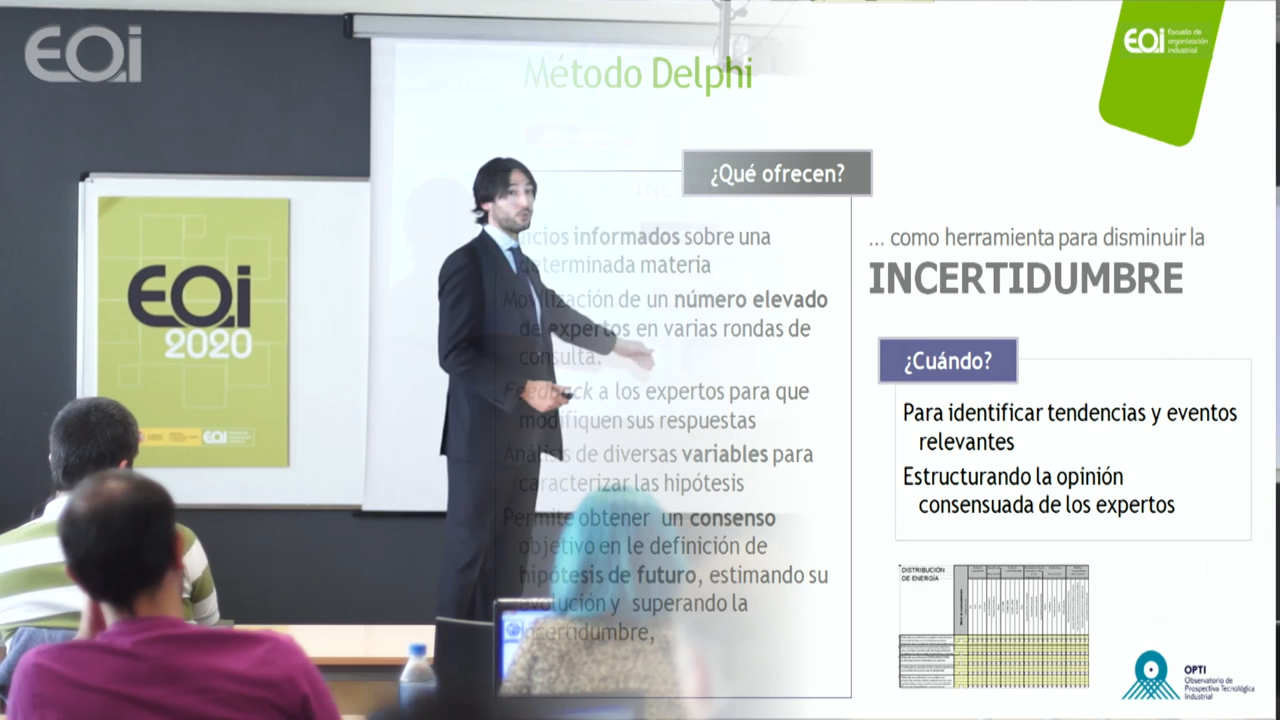 EOi
Método Delphi
EOi Escuela de
organización
industrial
¿Qué ofrecen?
informados sobre una
determinada materia
Movilización de un número elevado
de expertos en varias rondas de
consulta.
Feedback a los expertos para que
modifiquen sus respuestas
Análisis de diversas variables para
caracterizar las hipótesis
Permite obtener un consenso
objetivo en le definición de
hipótesis de futuro, estimando su
evolución y superando la
incertidumbre,
... como herramienta para disminuir la
INCERTIDUMBRE
¿Cuándo?
Para identificar tendencias y eventos
relevantes
Estructurando la opinión
consensuada de los expertos
DISTRIBUCIÓN
DE ENERGÍA
OPTI
Observatorio de
Prospectiva Tecnológica
Industrial
EOi
2020
EOi